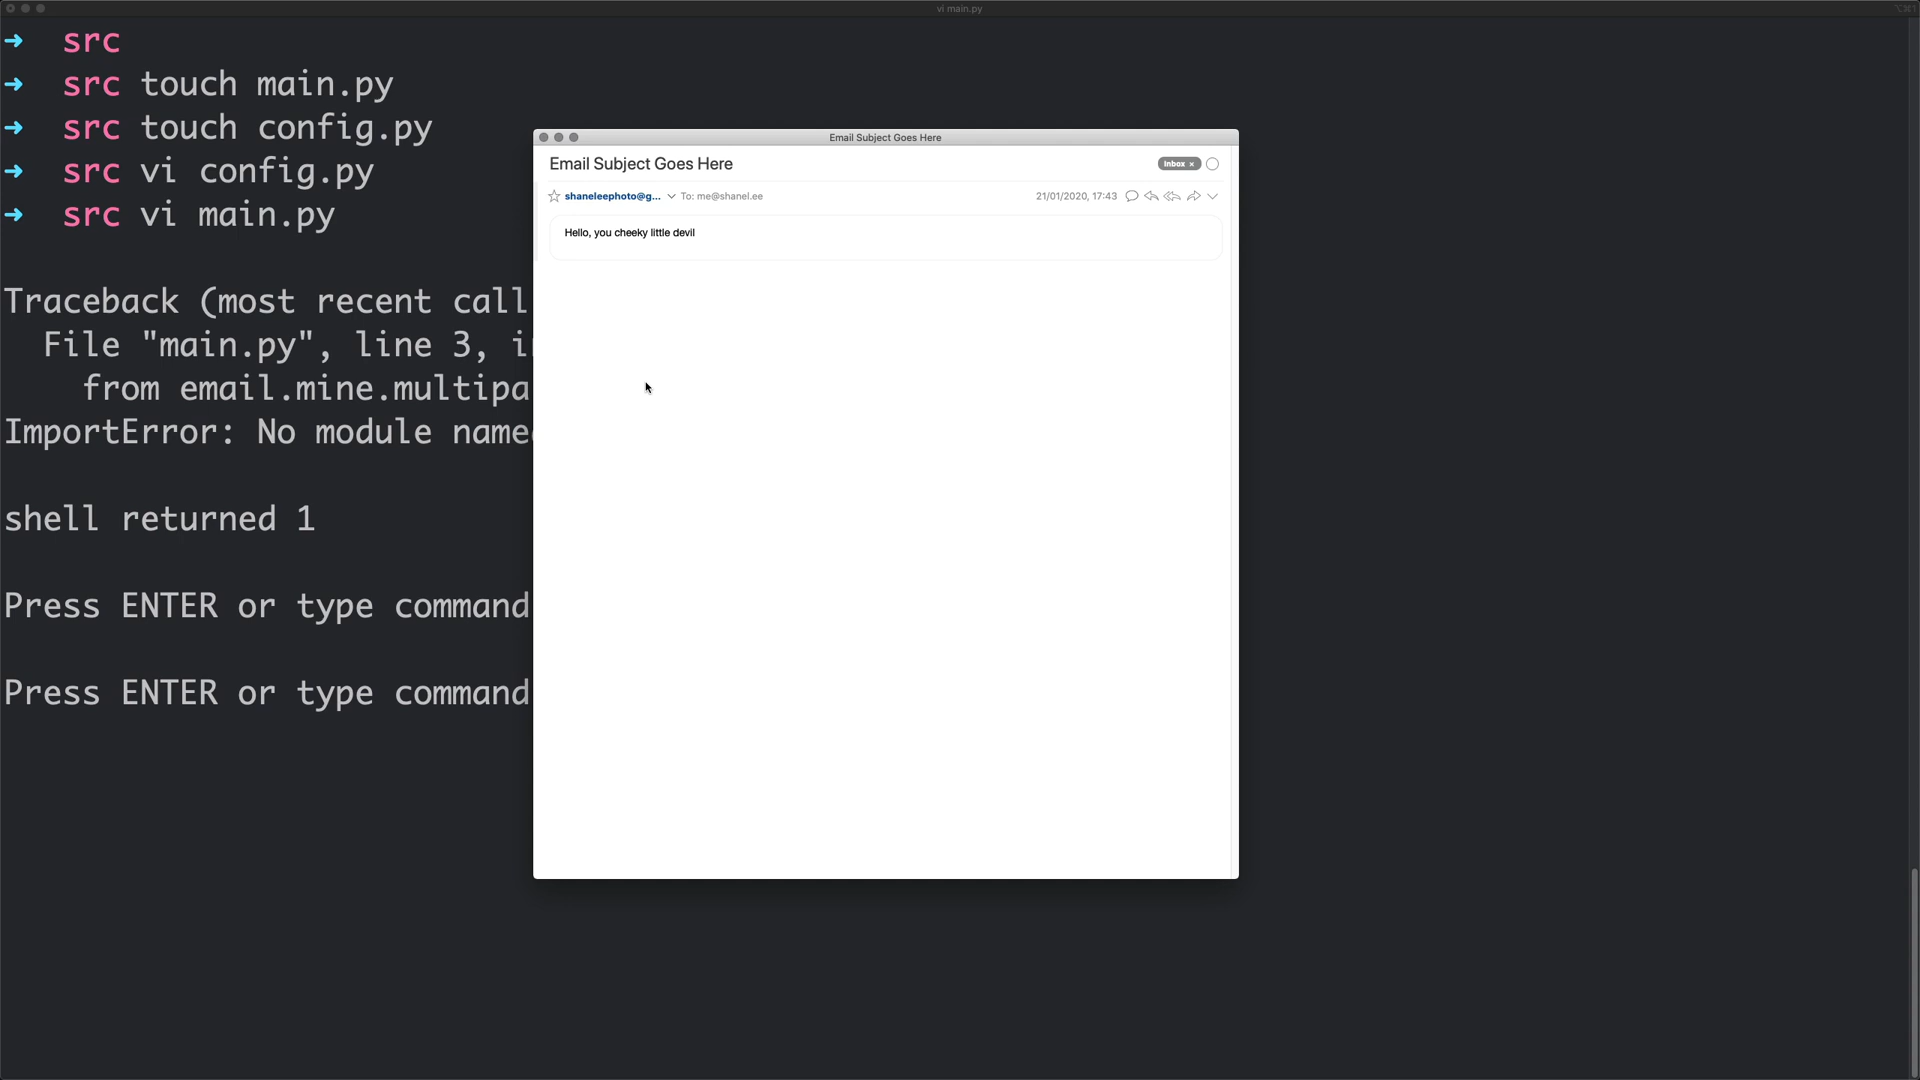 vi main.py
➜ src
➜ src touch main.py
➜ src touch config.py
➜ src vi config.py
➜ src vi main.py
Traceback (most recent call
File "main.py", line 3,
from email.mine.multipa
ImportError: No module name
shell returned 1
Press ENTER or type command
Press ENTER or type command
Email Subject Goes Here
Email Subject Goes Here
Inbox ×
shaneleephoto@g... To: me@shanel.ee
21/01/2020, 17:43
Hello, you cheeky little devil